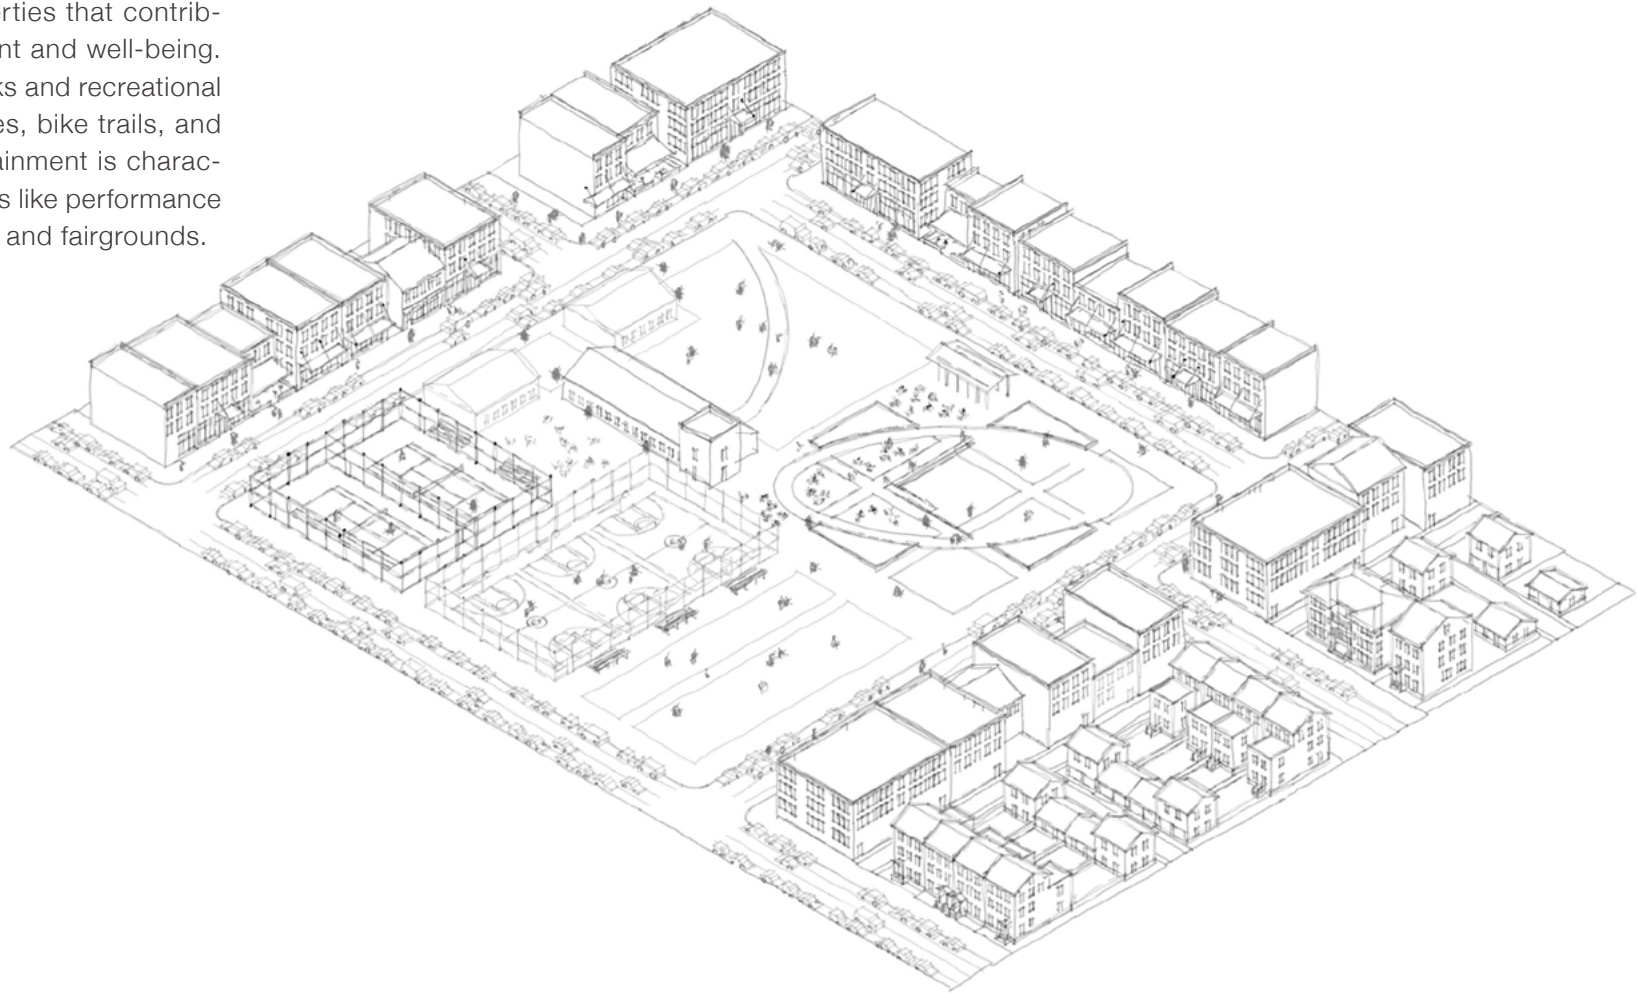 erties that contrib-
nt and well-being.
ks and recreational
es, bike trails, and
ainment is charac-
s like performance
and fairgrounds.